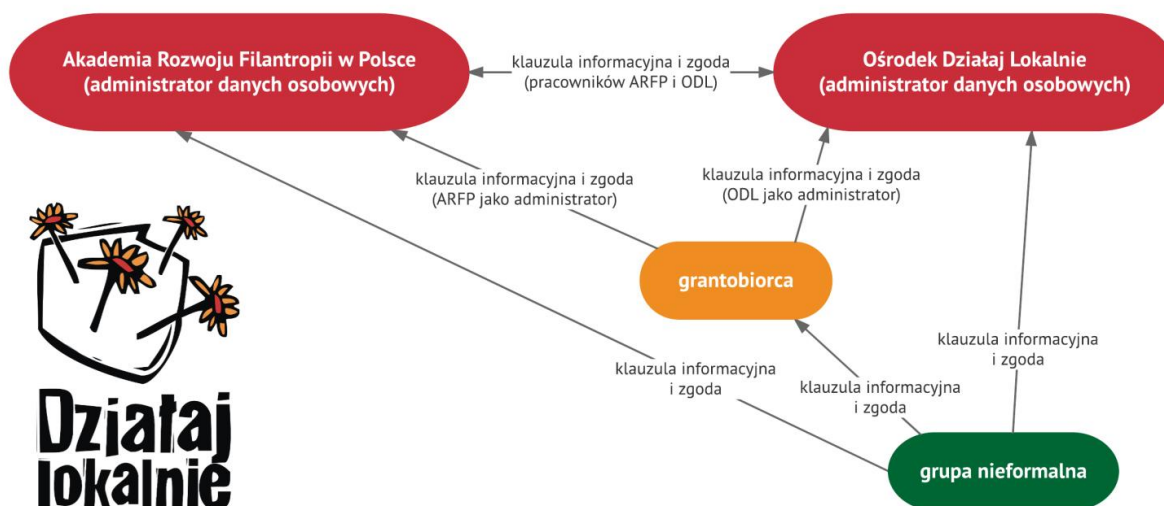 Akademia Rozwoju Filantropii w Polsce
(administrator danych osobowych)
klauzula informacyjna i zgoda
(pracowników ARFP i ODL)
Ośrodek Działaj Lokalnie
(administrator danych osobowych)
klauzula informacyjna i zgoda
(ARFP jako administrator)
klauzula informacyjna i zgoda
(ODL jako administrator)
grantobiorca
klauzula informacyjna
i zgoda
klauzula informacyjna
i zgoda
klauzula informacyjna
i zgoda
grupa nieformalna
Działaj
lokalnie